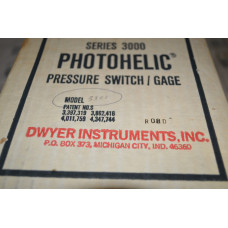 SERIES 3000
PHOTOHELIC®
PRESSURE SWITCH / GAGE
MODEL
PATENT NO.'S
3,397,319 3,862,416
4,011,759 4,347,744
DWYER INSTRUMENTS, INC.
P.O. BOX 373, MICHIGAN CITY, IND. 46360